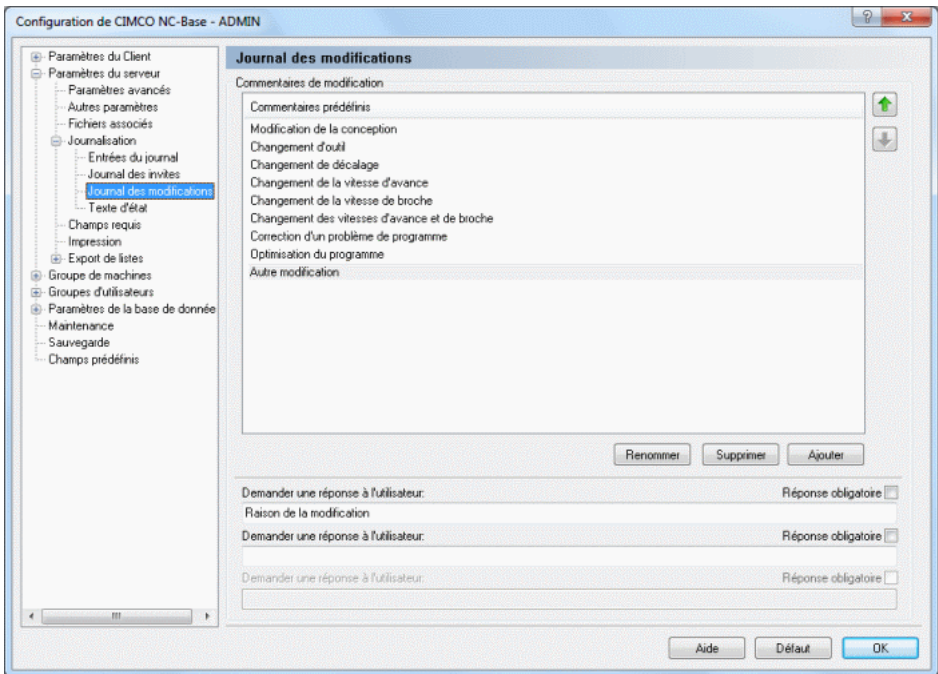 Configuration de CIMCO NC-Base - ADMIN
Paramètres du Client
Paramètres du serveur
Paramètres avancés
Autres paramètres
Fichiers associés
Journalisation
Entrées du journal
Journal des invites
Journal des modifications
Texte d'état
Champs requis
Impression
Export de listes
Groupe de machines
Groupes d'utilisateurs
Paramètres de la base de donnée
Maintenance
Sauvegarde
Champs prédéfinis
Journal des modifications
Commentaires de modification
Commentaires prédéfinis
Modification de la conception
Changement d'outil
Changement de décalage
Changement de la vitesse d'avance
Changement de la vitesse de broche
Changement des vitesses d'avance et de broche
Correction d'un problème de programme
Optimisation du programme
Autre modification
Renommer Supprimer Ajouter
Demander une réponse à l'utilisateur: Réponse obligatoire
Raison de la modification
Demander une réponse à l'utilisateur: Réponse obligatoire
Demander une réponse à l'utilisateur: Réponse obligatoire
Aide Défaut OK